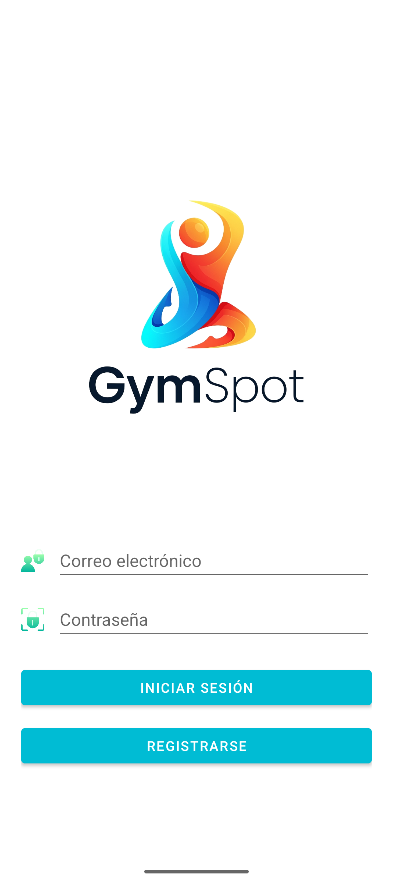 GymSpot
Correo electrónico
Contraseña
INICIAR SESIÓN
REGISTRARSE